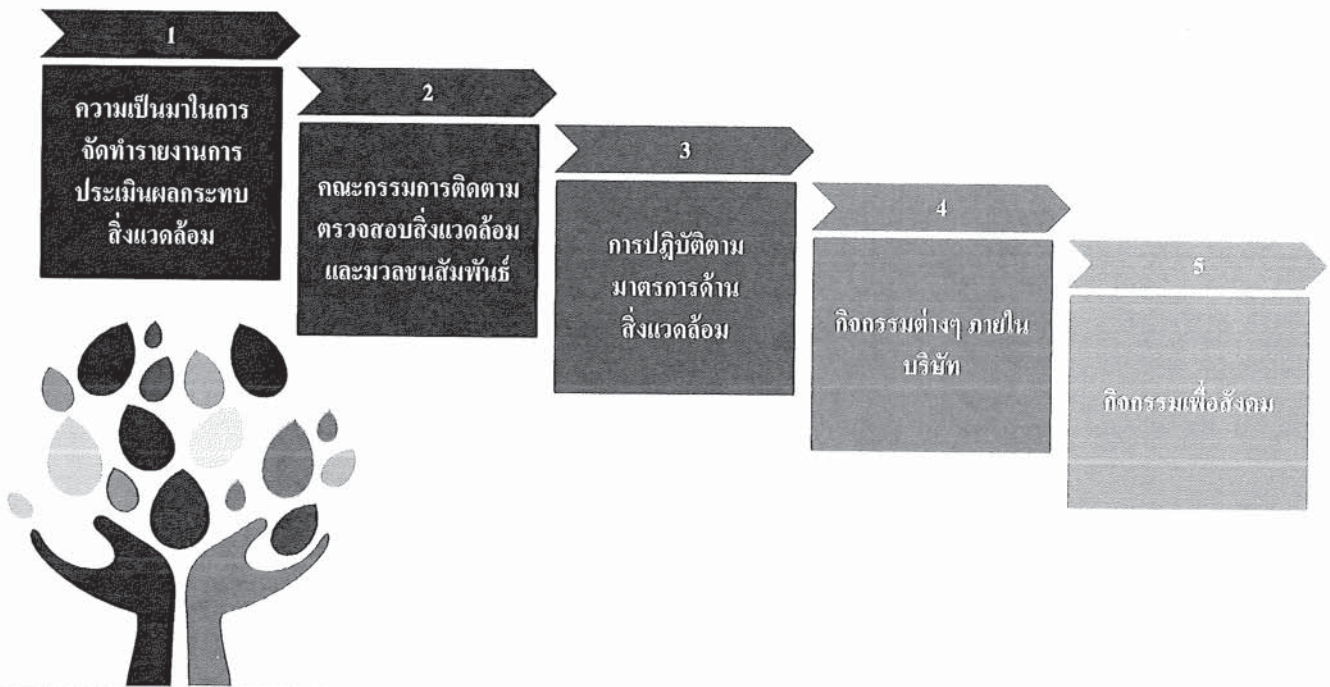 1
ความเป็นมาในการ
จัดทำรายงานการ
ประเมินผลกระทบ
สิ่งแวดล้อม
2
คณะกรรมการติดตาม
ตรวจสอบสิ่งแวดล้อม
และมวลชนสัมพันธ์
3
การปฏิบัติตาม
มาตรการด้าน
สิ่งแวดล้อม
4
กิจกรรมต่างๆ ภายใน
บริษัท
5
กิจกรรมเพื่อสังคม